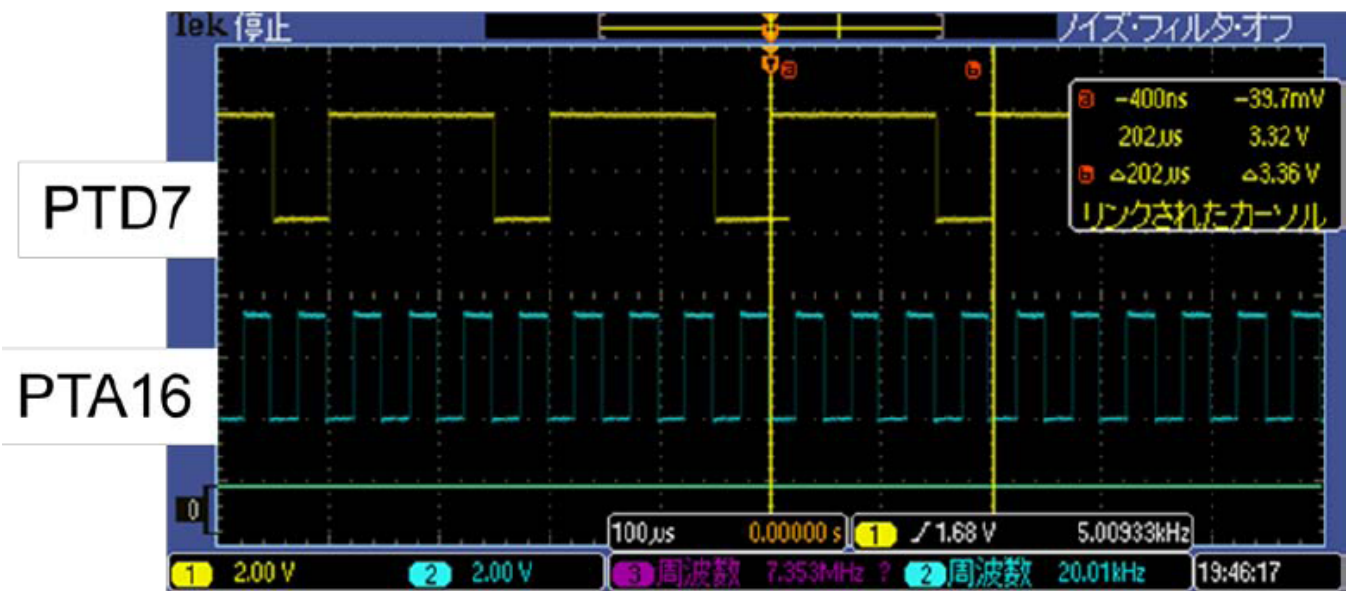 Tek 停止
ノイズ・フィルタ・オフ
a b
a -400ns -39.7mV
202µs 3.32 V
b △202µs △3.36 V
リンクされたカーソル
PTD7
PTA16
0
100µs 0.00000 s 1 1.68 V 5.00933kHz
1 2.00 V 2 2.00 V 3 周波数 7.353MHz ? 2 周波数 20.01kHz 19:46:17